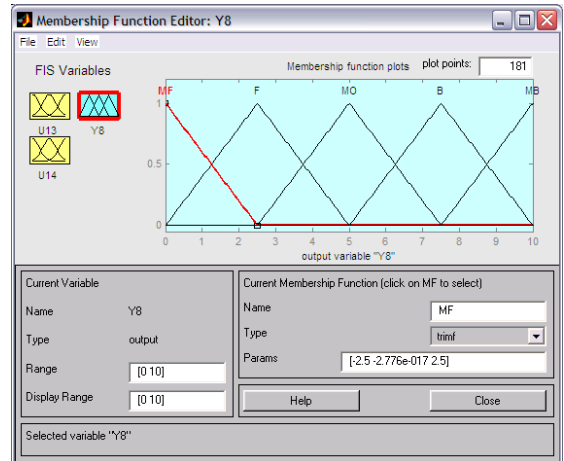 Membership Function Editor: Y8
File Edit View
FIS Variables
U13
Y8
U14
Membership function plots plot points: 181
MF F MO B MB
1
0.5
0
0 1 2 3 4 5 6 7 8 9 10
output variable "Y8"
Current Variable
Name Y8
Type output
Range [0 10]
Display Range [0 10]
Current Membership Function (click on MF to select)
Name MF
Type trimf
Params [-2.5 -2.776e-017 2.5]
Help Close
Selected variable "Y8"